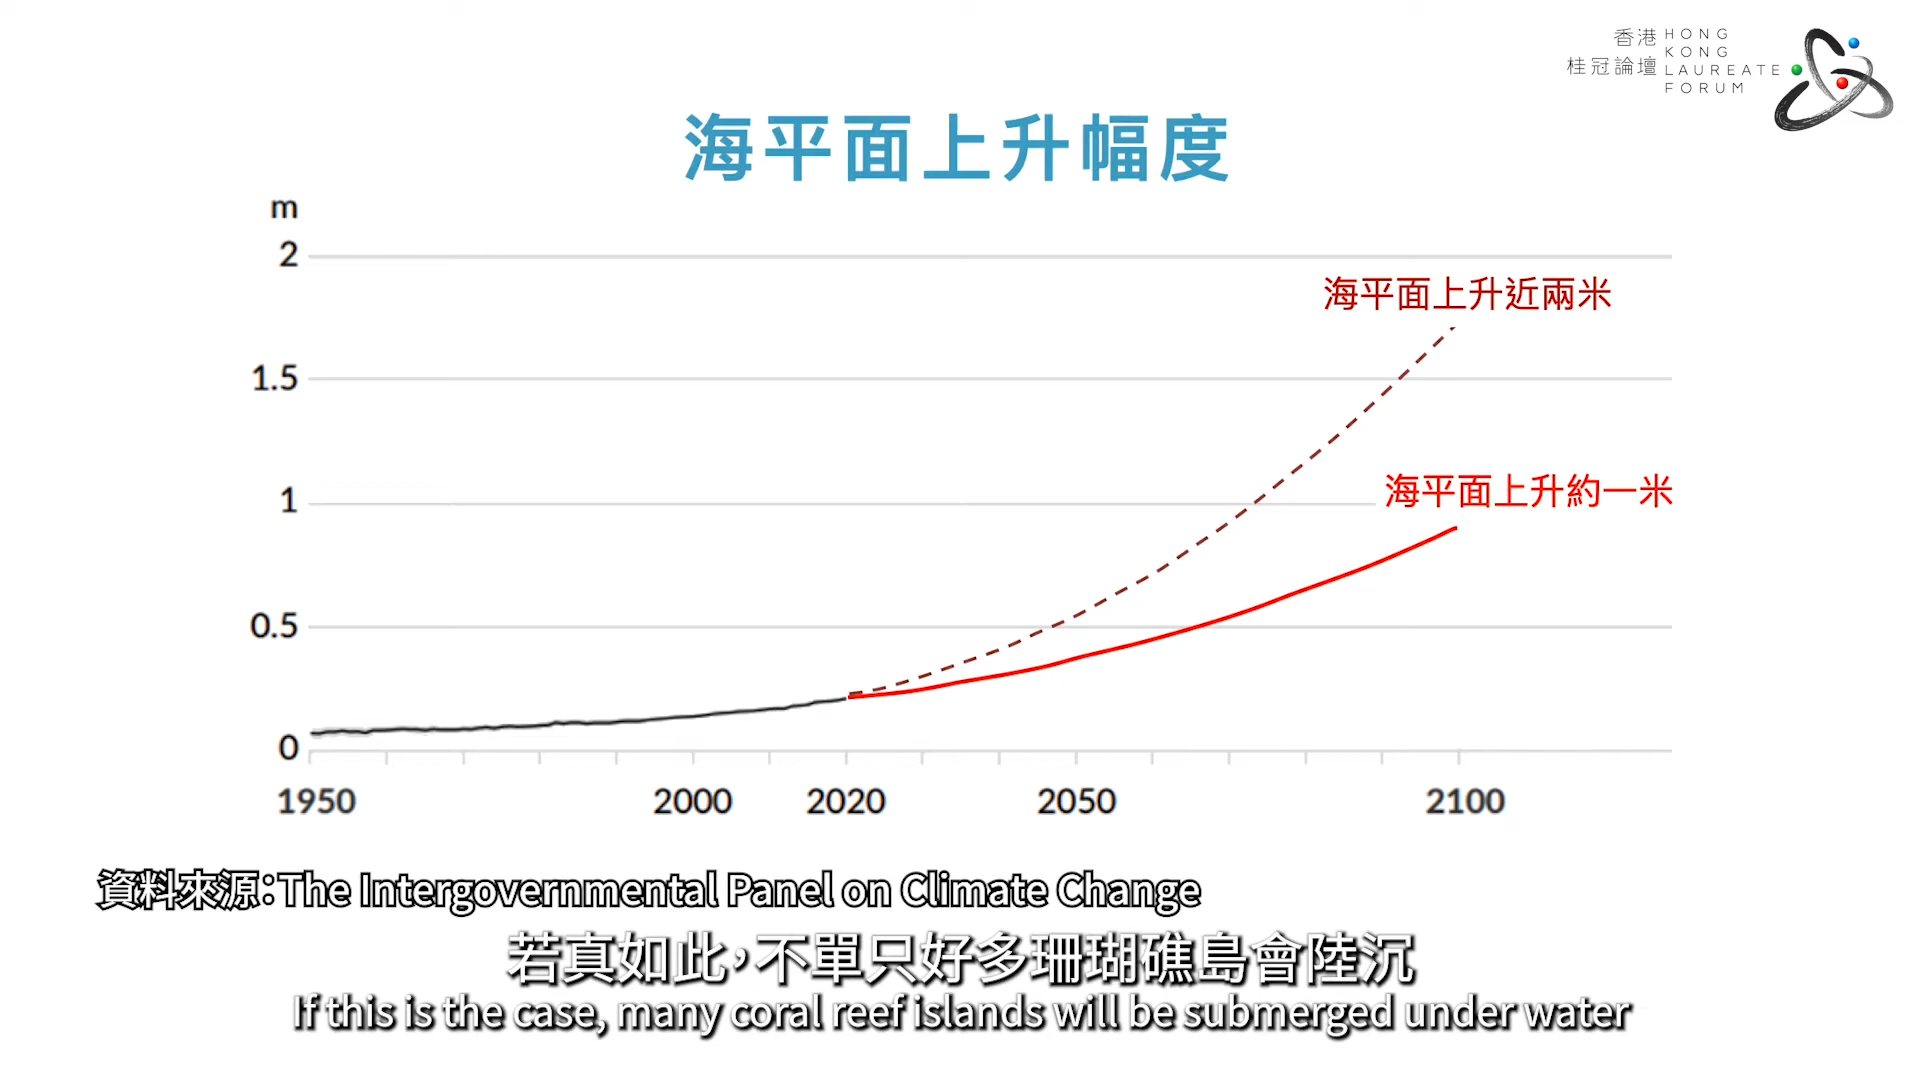 香港 HONG
KONG
桂冠論壇 LAUREATE
FORUM
海平面上升幅度
m
2
海平面上升近兩米
1.5
1
海平面上升約一米
0.5
0
1950 2000 2020 2050 2100
資料來源：The Intergovernmental Panel on Climate Change
若真如此，不單只好多珊瑚礁島會陸沉
If this is the case, many coral reef islands will be submerged under water